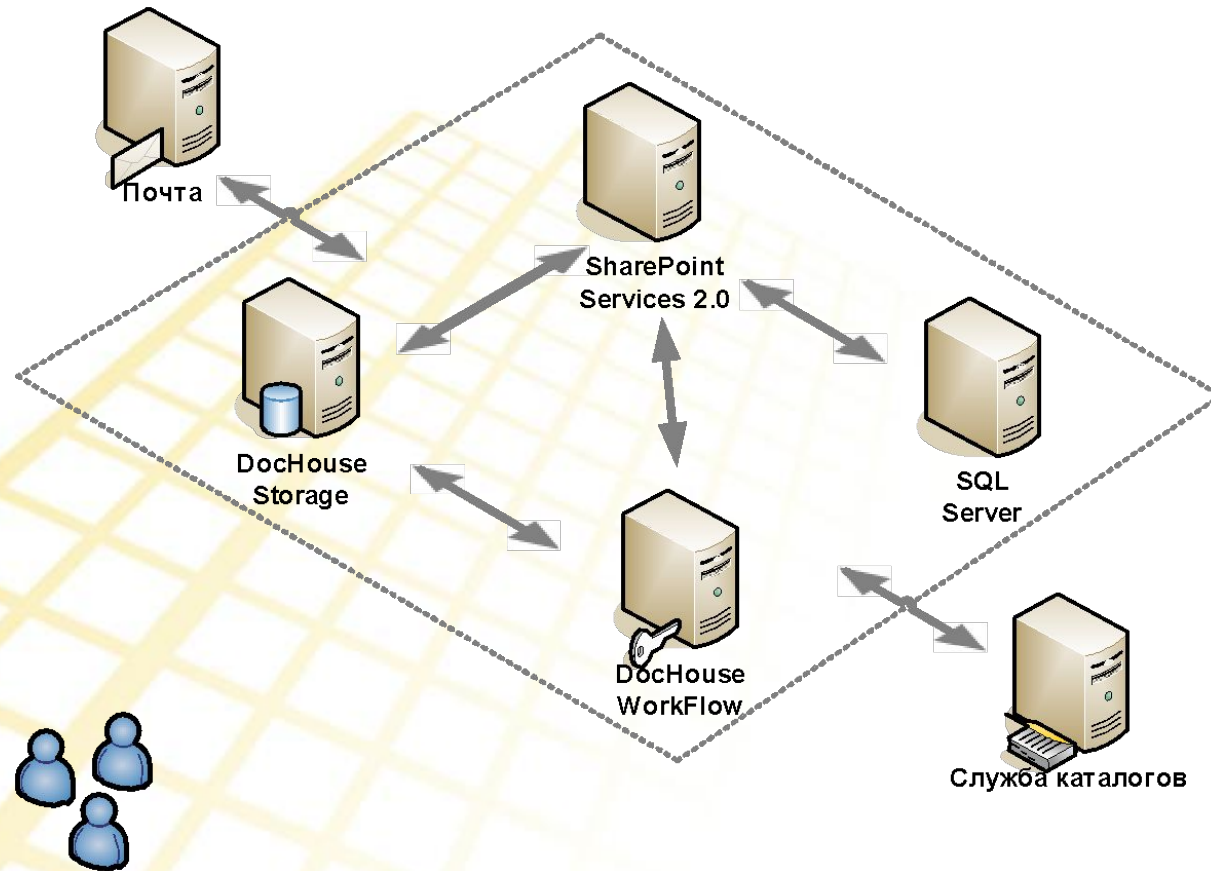 Почта
SharePoint
Services 2.0
DocHouse
Storage
SQL
Server
DocHouse
WorkFlow
Служба каталогов